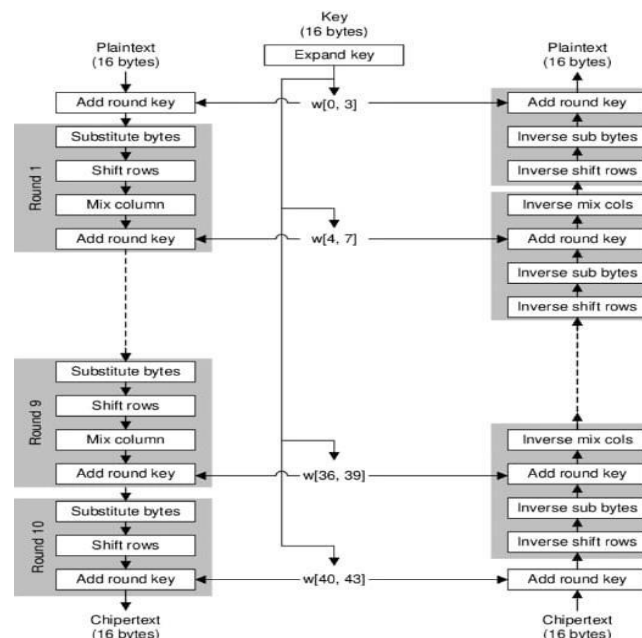 Key
(16 bytes)
Expand key
Plaintext
(16 bytes)
Add round key
Round 1
Substitute bytes
Shift rows
Mix column
Add round key
Round 9
Substitute bytes
Shift rows
Mix column
Add round key
Round 10
Substitute bytes
Shift rows
Add round key
Chipertext
(16 bytes)
w[0, 3]
w[4, 7]
w[36, 39]
w[40, 43]
Plaintext
(16 bytes)
Add round key
Inverse sub bytes
Inverse shift rows
Inverse mix cols
Add round key
Inverse sub bytes
Inverse shift rows
Inverse mix cols
Add round key
Inverse sub bytes
Inverse shift rows
Add round key
Chipertext
(16 bytes)